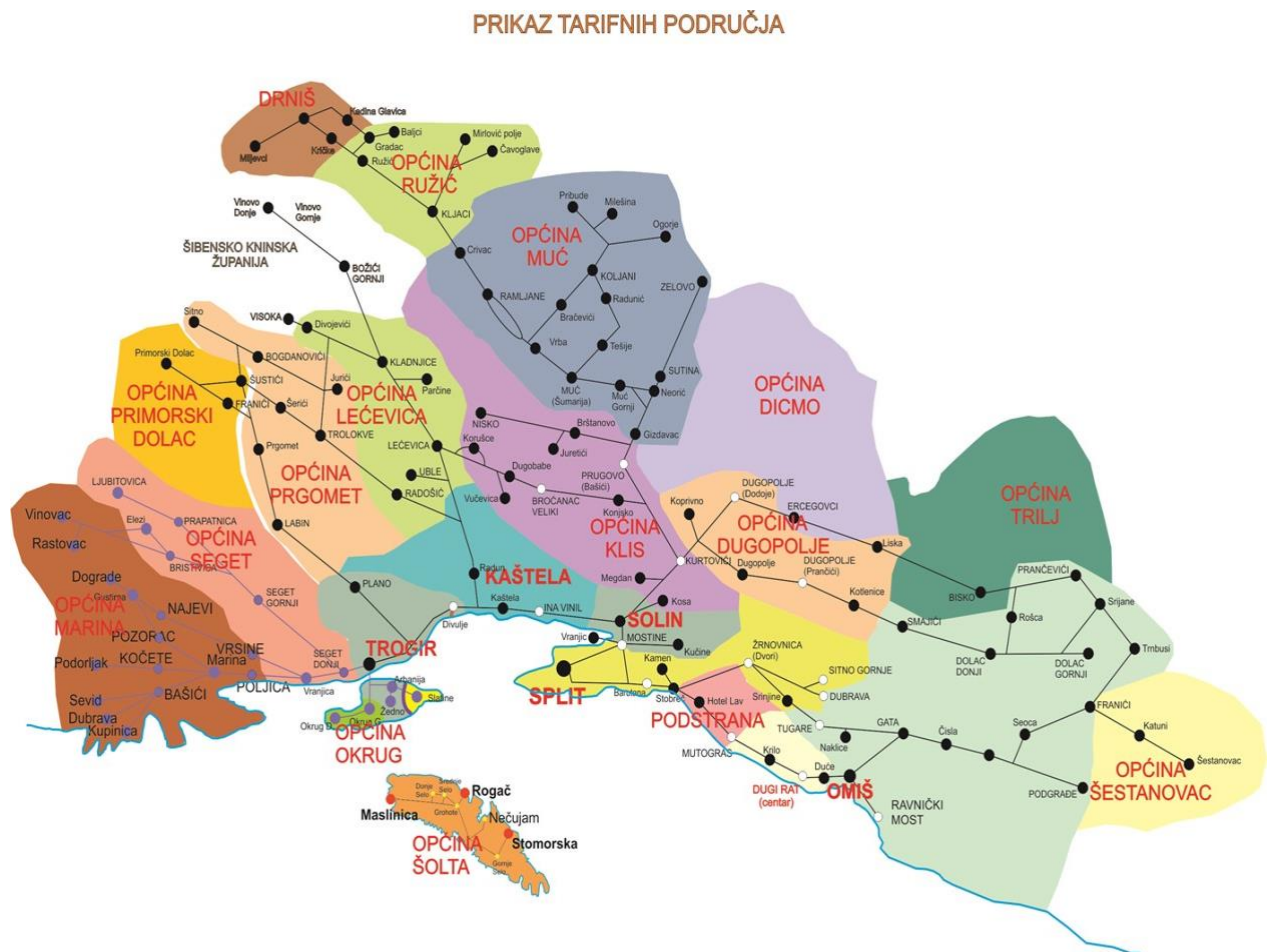 PRIKAZ TARIFNIH PODRUČJA
DRNIŠ
Kadina Glavica
Baljci
Gradac
Miljevci
Kričke
Ružić
Mirlović polje
Čavoglave
OPĆINA
RUŽIĆ
KLJACI
Vinovo
Donje
Vinovo
Gornje
ŠIBENSKO KNINSKA
ŽUPANIJA
BOŽIĆI
GORNJI
Pribude
Milešina
Ogorje
OPĆINA
MUĆ
Crivac
KOLJANI
ZELOVO
RAMLJANE
Radunić
Bračevići
Vrba
Tešije
SUTINA
MUĆ
(Šumarija)
Muć
Gornji
Neorić
Gizdavac
Sitno
VISOKA
Divojevići
BOGDANOVIĆI
KLADNJICE
Primorski Dolac
ŠUSTIĆI
Jurići
Parčine
OPĆINA
PRIMORSKI
DOLAC
FRANIĆI
Šerići
OPĆINA
LEĆEVICA
TROLOKVE
Prgomet
LEĆEVICA
Korušce
NISKO
Brštanovo
Juretići
UBLE
RADOŠIĆ
Dugobabe
Vučevica
BROČANAC
VELIKI
PRUGOVO
(Bašići)
Konjsko
OPĆINA
PRGOMET
LABIN
OPĆINA
DICMO
OPĆINA
KLIS
KURTOVIĆI
Koprivno
DUGOPOLJE
(Dodoje)
ERCEGOVCI
OPĆINA
DUGOPOLJE
Dugopolje
DUGOPOLJE
(Prančići)
Liska
Kotlenice
OPĆINA
TRILJ
BISKO
PRANČEVIĆI
SMAJIĆI
Rošca
Srijane
DOLAC
DONJI
DOLAC
GORNJI
Trnbusi
LJUBITOVICA
Vinovac
Rastovac
Elezi
PRAPATNICA
OPĆINA
SEGET
BRISTIVICA
Dograde
Gustirna
OPĆINA
MARINA
NAJEVI
SEGET
GORNJI
POZORAC
VRSINE
Podorljak
KOČETE
Marina
POLJICA
SEGET
DONJI
Vranjica
Sevid
BAŠIĆI
Dubrava
Kupinica
PLANO
TROGIR
Divulje
Radun
KAŠTELA
Kaštela
INA VINIL
Megdan
Kosa
SOLIN
MOSTINE
Vranjic
Kučine
Arbanija
Slatine
Žedno
Okrug G.
Okrug D.
OPĆINA
OKRUG
SPLIT
Kamen
Barutana
Stobreč
Hotel Lav
PODSTRANA
ŽRNOVNICA
(Dvori)
SITNO GORNJE
DUBRAVA
Srinjine
TUGARE
Naklice
GATA
Čisla
MUTOGRAS
Krilo
Duće
DUGI RAT
(centar)
OMIŠ
RAVNIČKI
MOST
Seoca
FRANIĆI
Katuni
Šestanovac
PODGRAĐE
OPĆINA
ŠESTANOVAC
Donje
Selo
Srednje
Selo
Rogač
Maslinica
Grohote
Nečujam
Stomorska
OPĆINA
ŠOLTA
Gornje
Selo